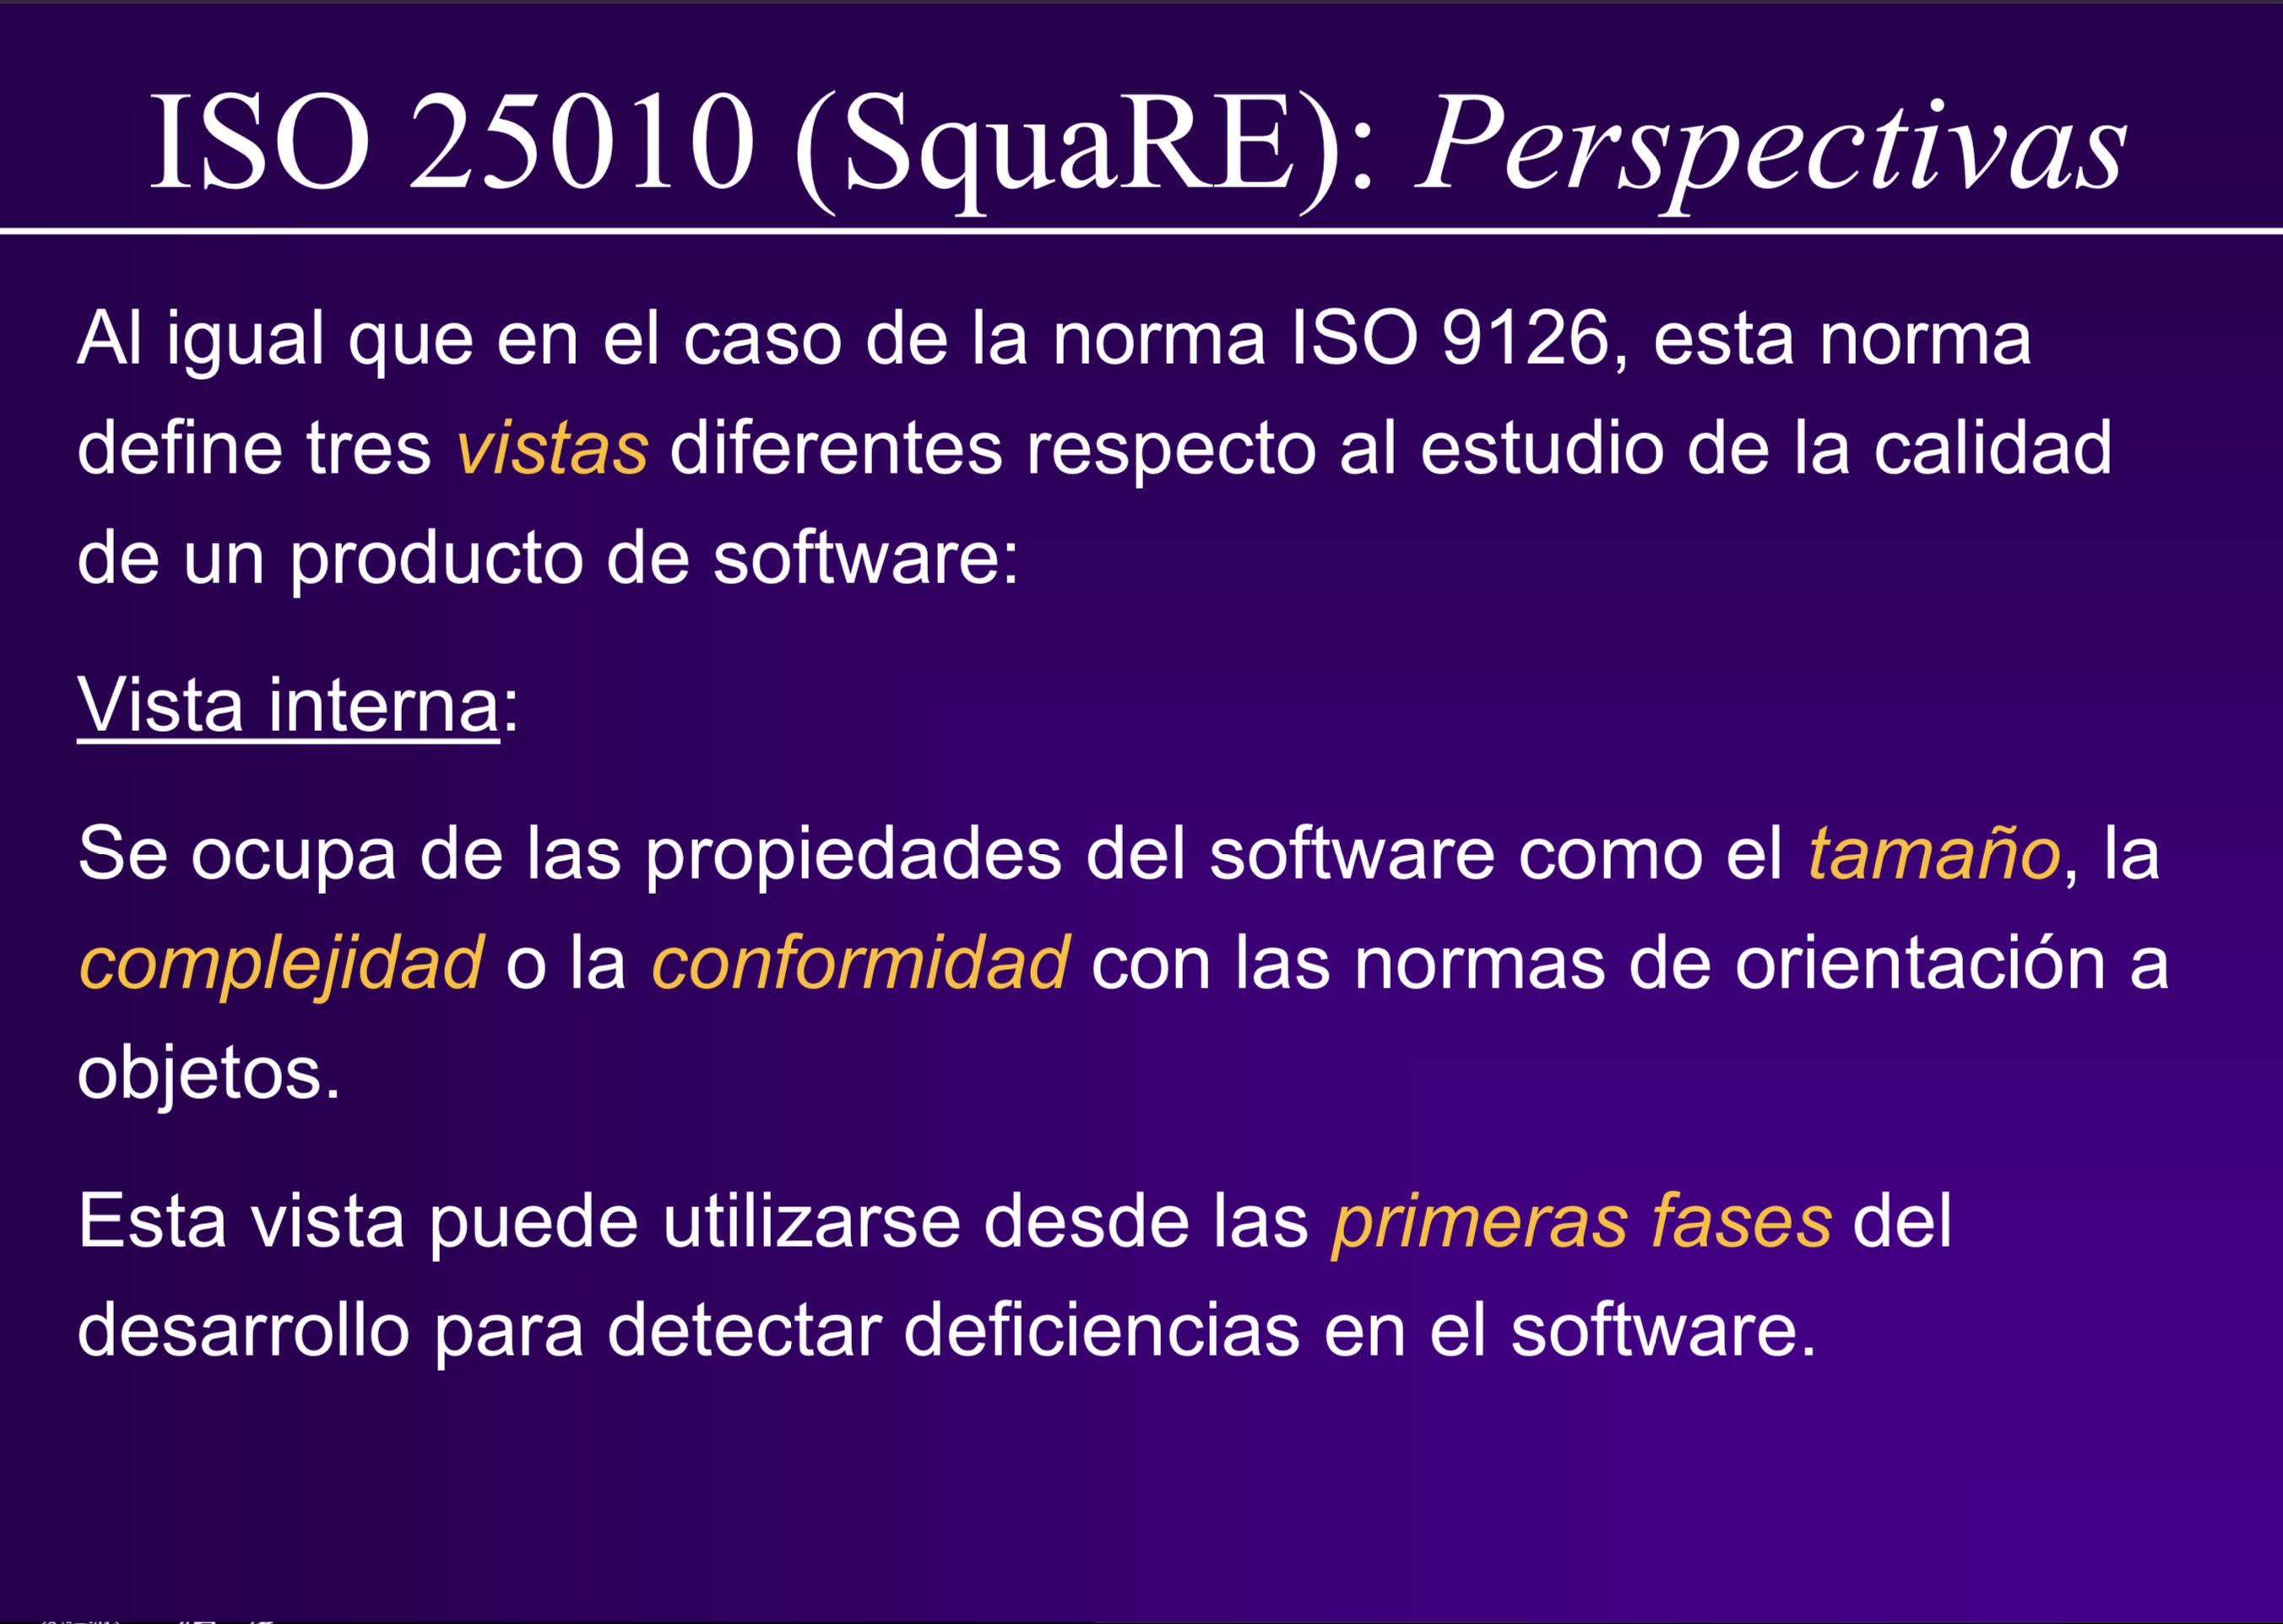 ISO 25010 (SquaRE): Perspectivas
Al igual que en el caso de la norma ISO 9126, esta norma
define tres vistas diferentes respecto al estudio de la calidad
de un producto de software:
Vista interna:
Se ocupa de las propiedades del software como el tamaño, la
complejidad o la conformidad con las normas de orientación a
objetos.
Esta vista puede utilizarse desde las primeras fases del
desarrollo para detectar deficiencias en el software.